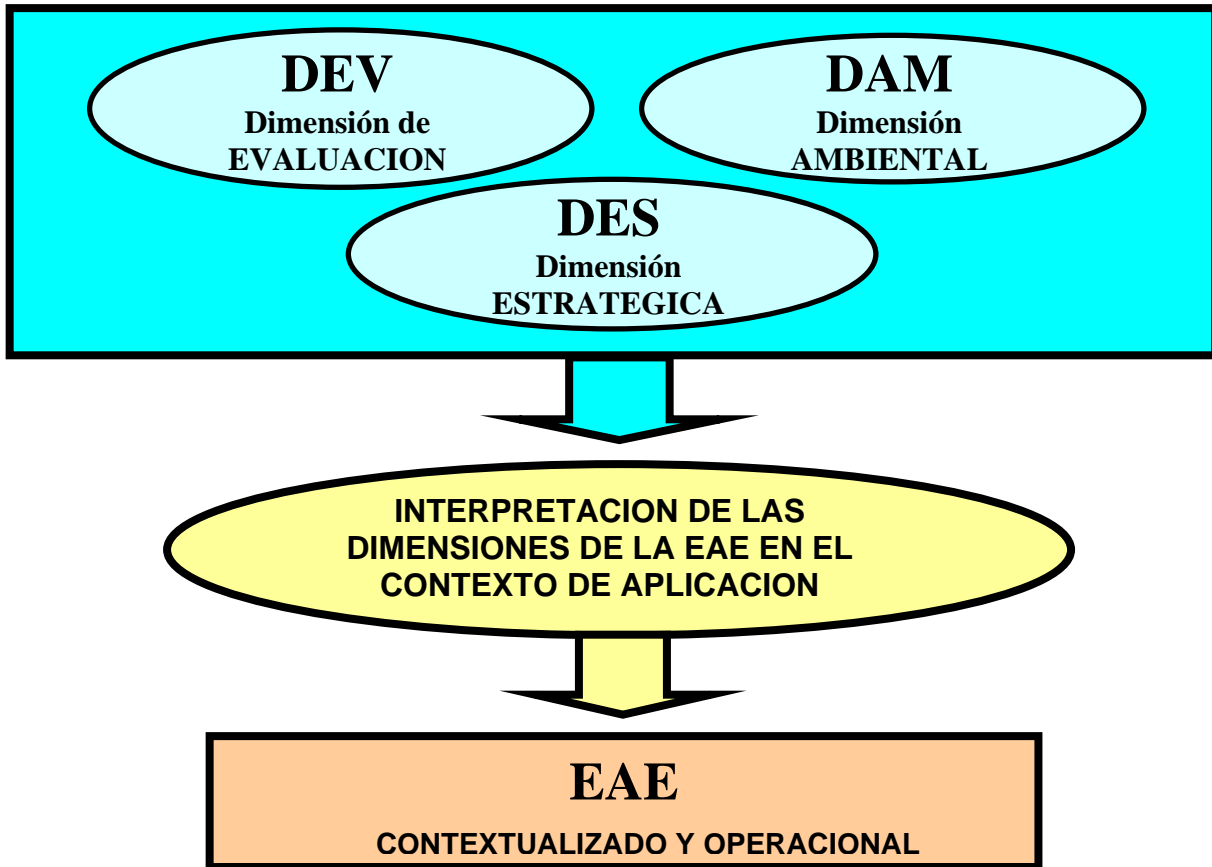 DEV
Dimensión de
EVALUACION
DAM
Dimensión
AMBIENTAL
DES
Dimensión
ESTRATEGICA
INTERPRETACION DE LAS
DIMENSIONES DE LA EAE EN EL
CONTEXTO DE APLICACION
EAE
CONTEXTUALIZADO Y OPERACIONAL